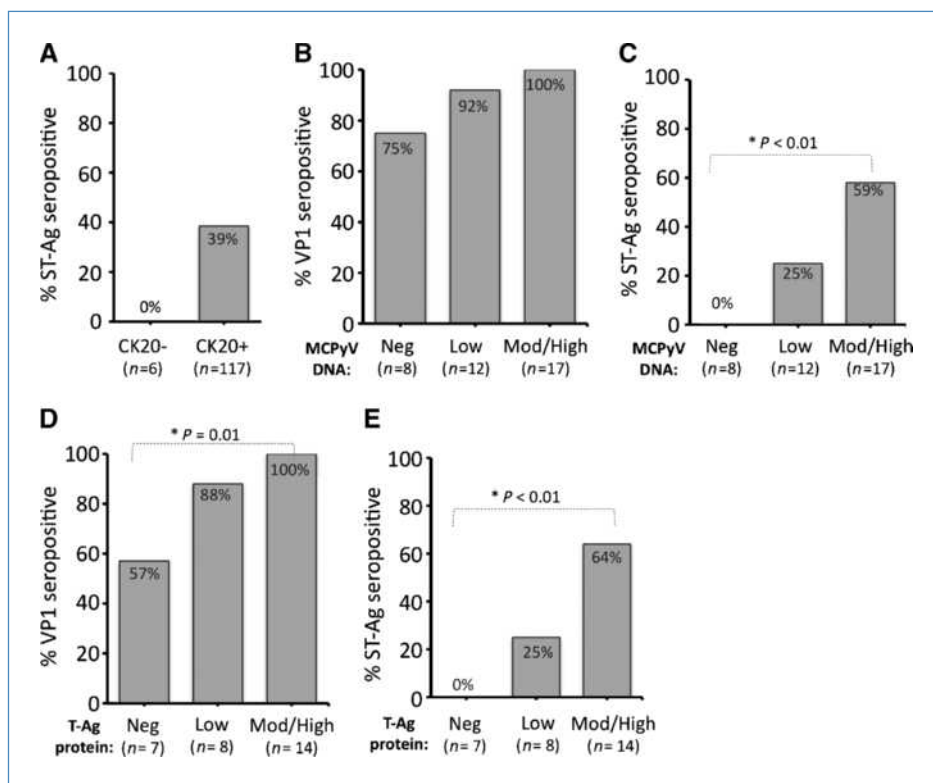 A
% ST-Ag seropositive
100
80
60
40
20
0
0%
39%
CK20-
CK20+
(n=6)
(n=117)
B
% VP1 seropositive
100
80
60
40
20
0
75%
92%
100%
MCPyV
DNA:
Neg
Low
Mod/High
(n=8)
(n=12)
(n=17)
C
% ST-Ag seropositive
100
80
60
40
20
0
* P < 0.01
0%
25%
59%
MCPyV
DNA:
Neg
Low
Mod/High
(n=8)
(n=12)
(n=17)
D
% VP1 seropositive
100
80
60
40
20
0
* P = 0.01
57%
88%
100%
T-Ag
protein:
Neg
Low
Mod/High
(n= 7)
(n= 8)
(n= 14)
E
% ST-Ag seropositive
100
80
60
40
20
0
* P < 0.01
0%
25%
64%
T-Ag
protein:
Neg
Low
Mod/High
(n= 7)
(n= 8)
(n= 14)